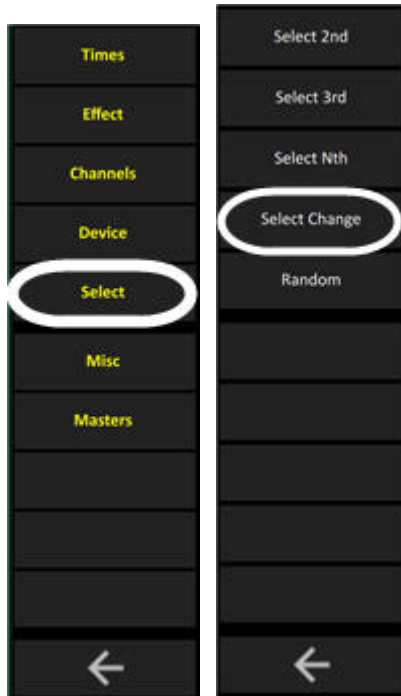 Times
Effect
Channels
Device
Select
Misc
Masters
Select 2nd
Select 3rd
Select Nth
Select Change
Random